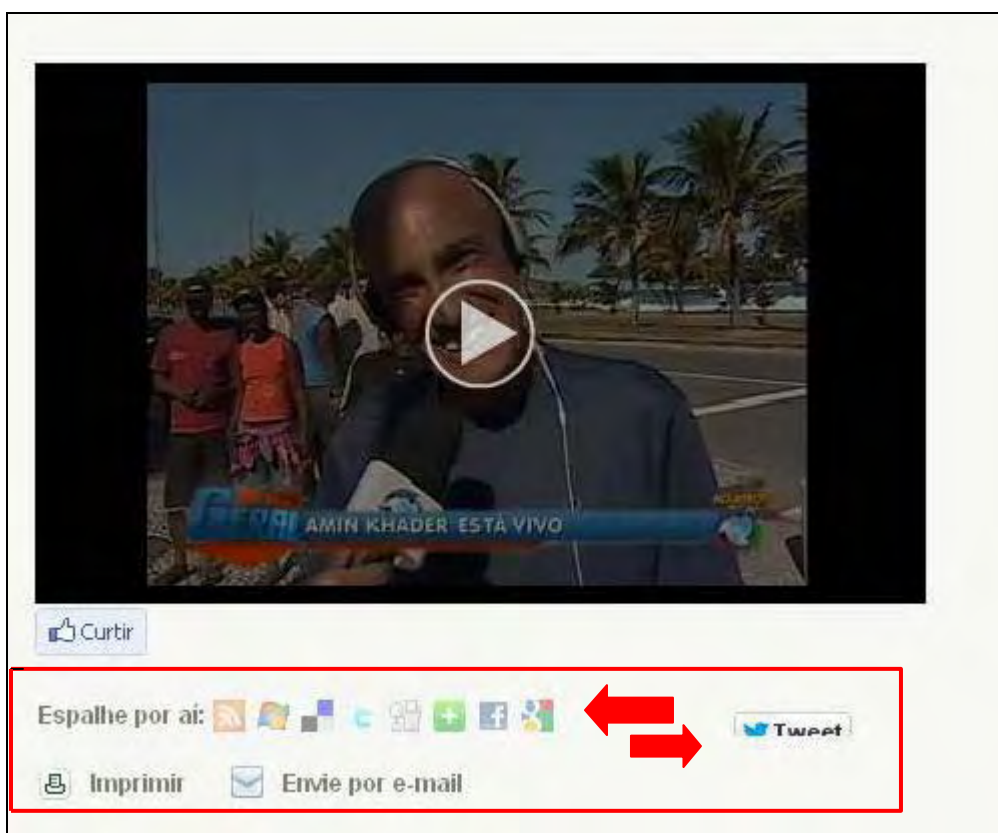 AMIN KHADER ESTÁ VIVO
Curtir
Espalhe por aí:
Tweet
Imprimir
Envie por e-mail